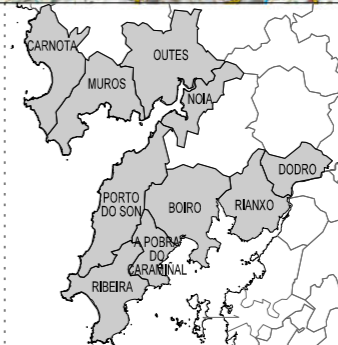 CARNOTA
OUTES
MUROS
NOIA
DODRO
PORTO
DO SON
BOIRO
RIANXO
A POBRA
DO
CARAMIÑAL
RIBEIRA